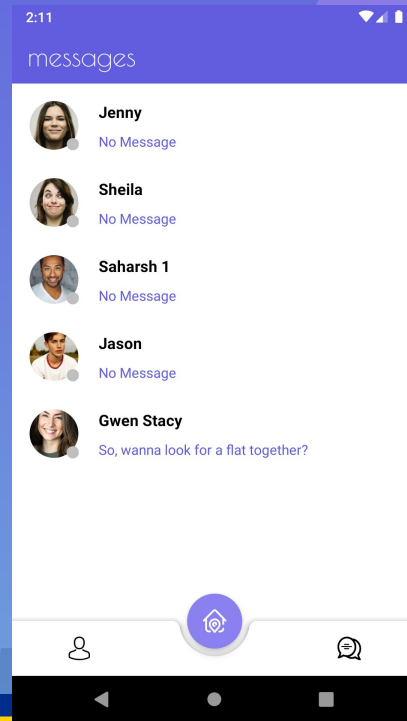 2:11
messages
Jenny
No Message
Sheila
No Message
Saharsh 1
No Message
Jason
No Message
Gwen Stacy
So, wanna look for a flat together?